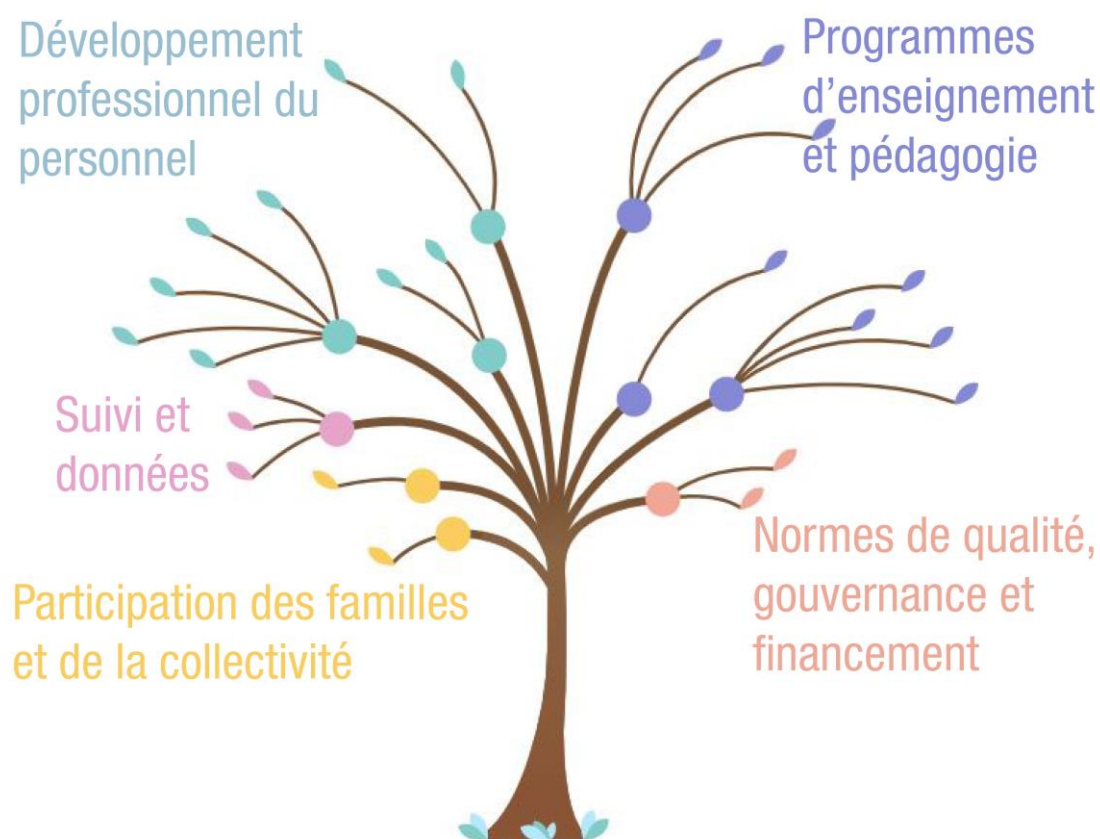 Développement
professionnel du
personnel
Programmes
d’enseignement
et pédagogie
Suivi et
données
Participation des familles
et de la collectivité
Normes de qualité,
gouvernance et
financement